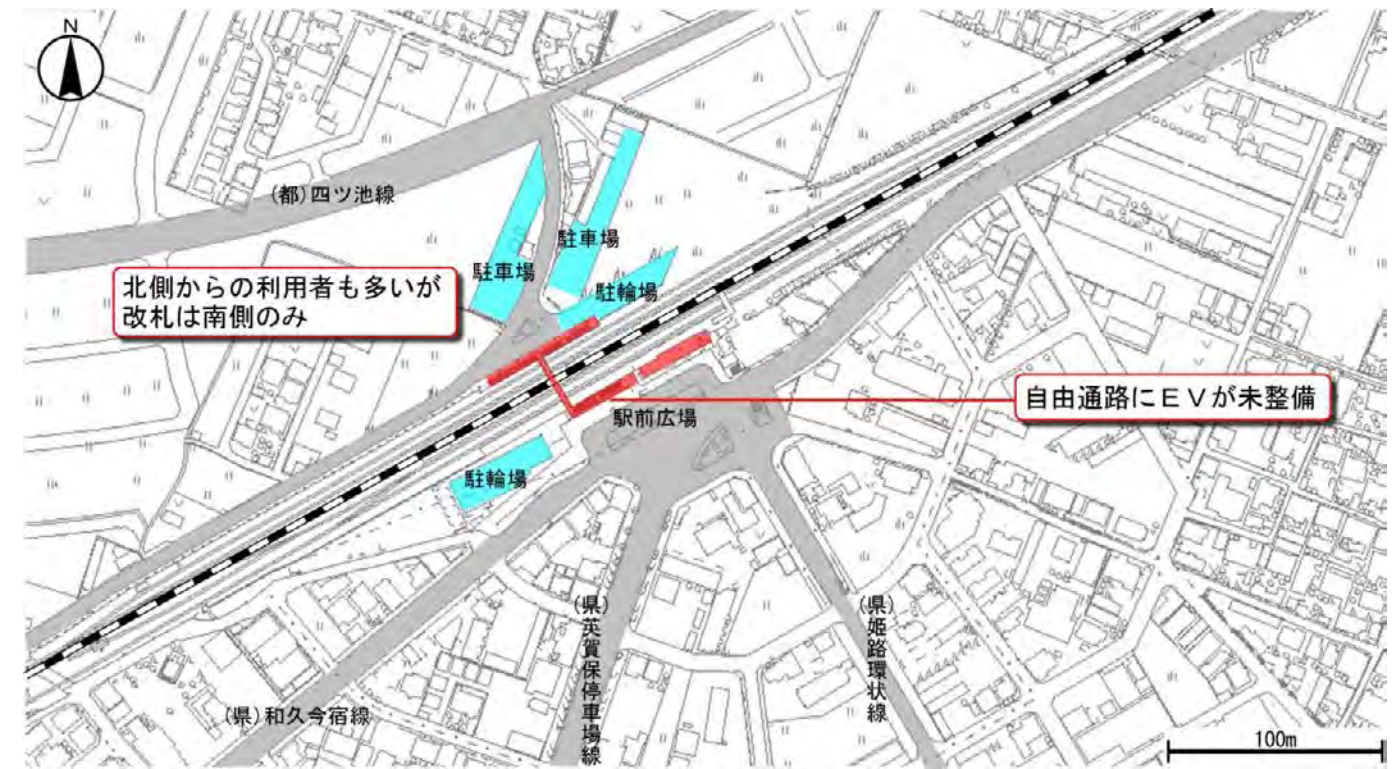 N
(都)四ツ池線
駐車場
駐車場
駐輪場
北側からの利用者も多いが
改札は南側のみ
自由通路にＥＶが未整備
駅前広場
駐輪場
(県)英賀保停車場線
(県)姫路環状線
(県)和久今宿線
100m